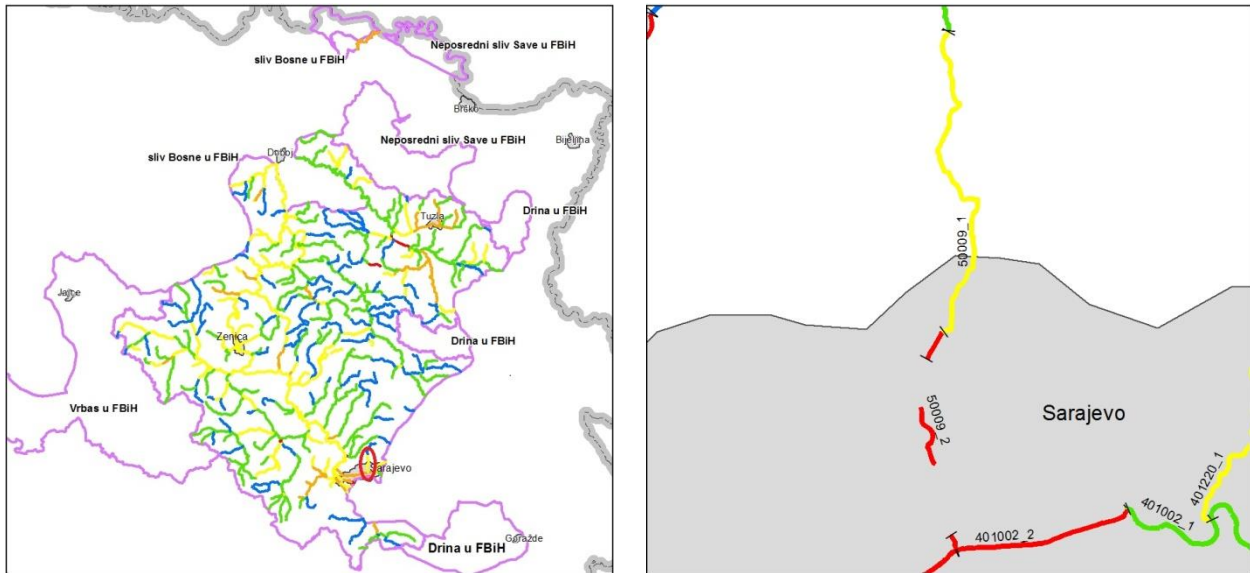 Neposredni sliv Save u FBiH
sliv Bosne u FBiH
Brčko
Bijeljina
Neposredni sliv Save u FBiH
sliv Bosne u FBiH
Doboj
Drina u FBiH
Tuzla
Jajce
Drina u FBiH
Zenica
Vrbas u FBiH
Sarajevo
Drina u FBiH
Goražde
50009_1
Sarajevo
50009_2
401220_1
401002_1
401002_2